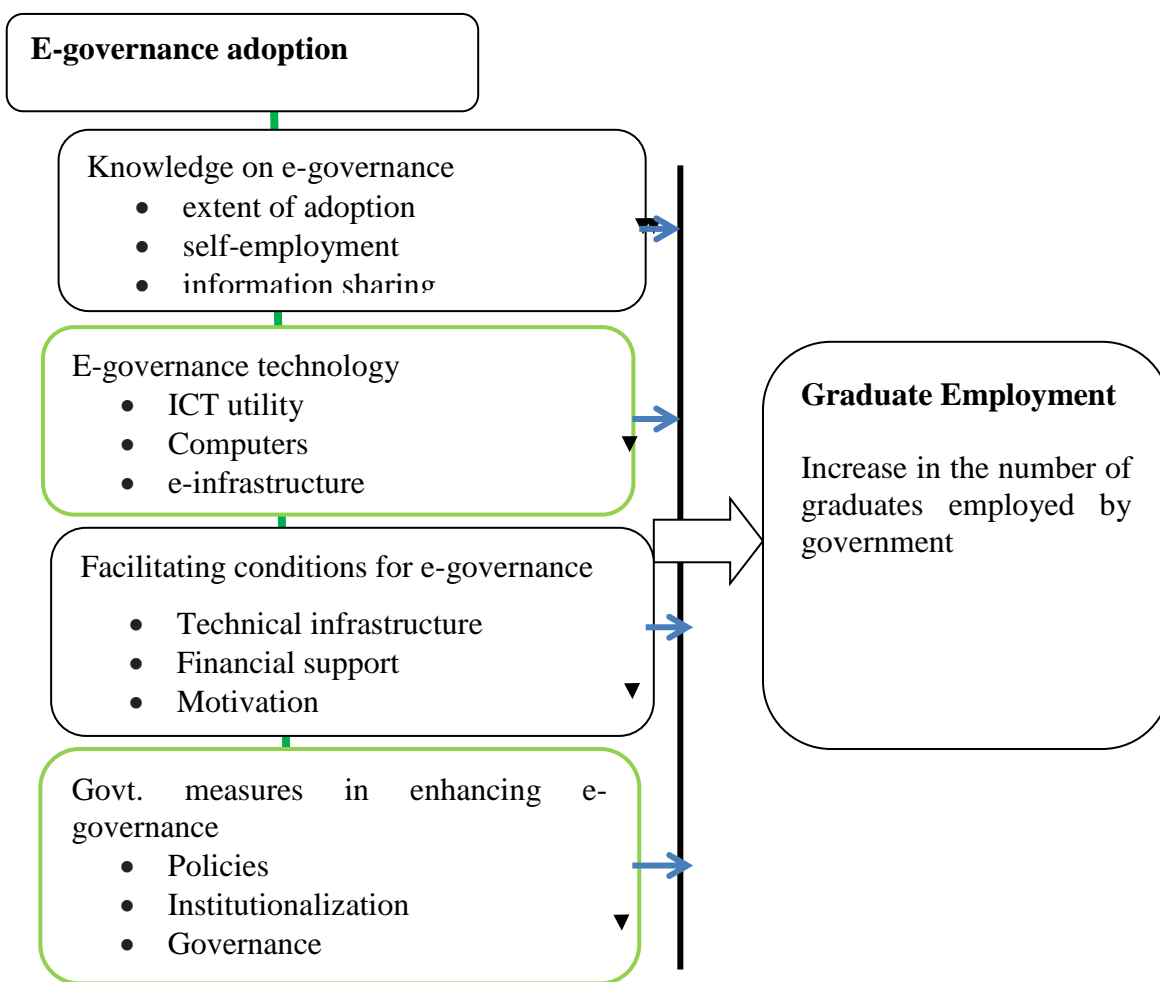 E-governance adoption
Knowledge on e-governance
• extent of adoption
• self-employment
• information sharing
E-governance technology
• ICT utility
• Computers
• e-infrastructure
Facilitating conditions for e-governance
• Technical infrastructure
• Financial support
• Motivation
Govt. measures in enhancing e-
governance
• Policies
• Institutionalization
• Governance
Graduate Employment
Increase in the number of
graduates employed by
government